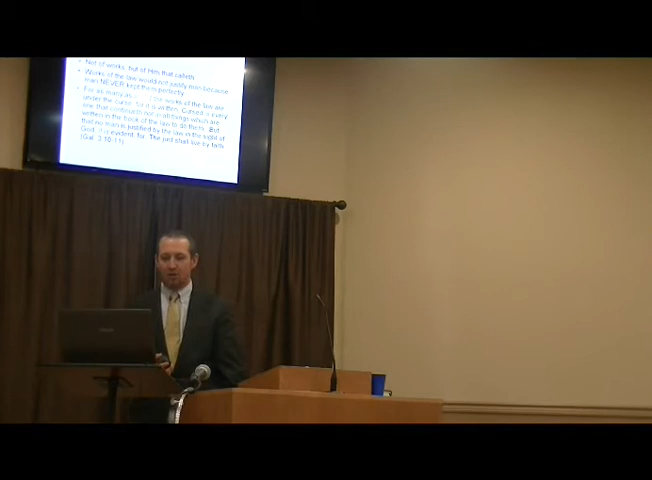 • Not of works, but of Him that calleth
• Works of the law would not justify man because
man NEVER kept them perfectly.
• For as many as the works of the law are
under the curse: for it is written, Cursed is every
one that continueth not in all things which are
written in the book of the law to do them. But
that no man is justified by the law in the sight of
God, it is evident: for, The just shall live by faith
(Gal. 3:10-11).